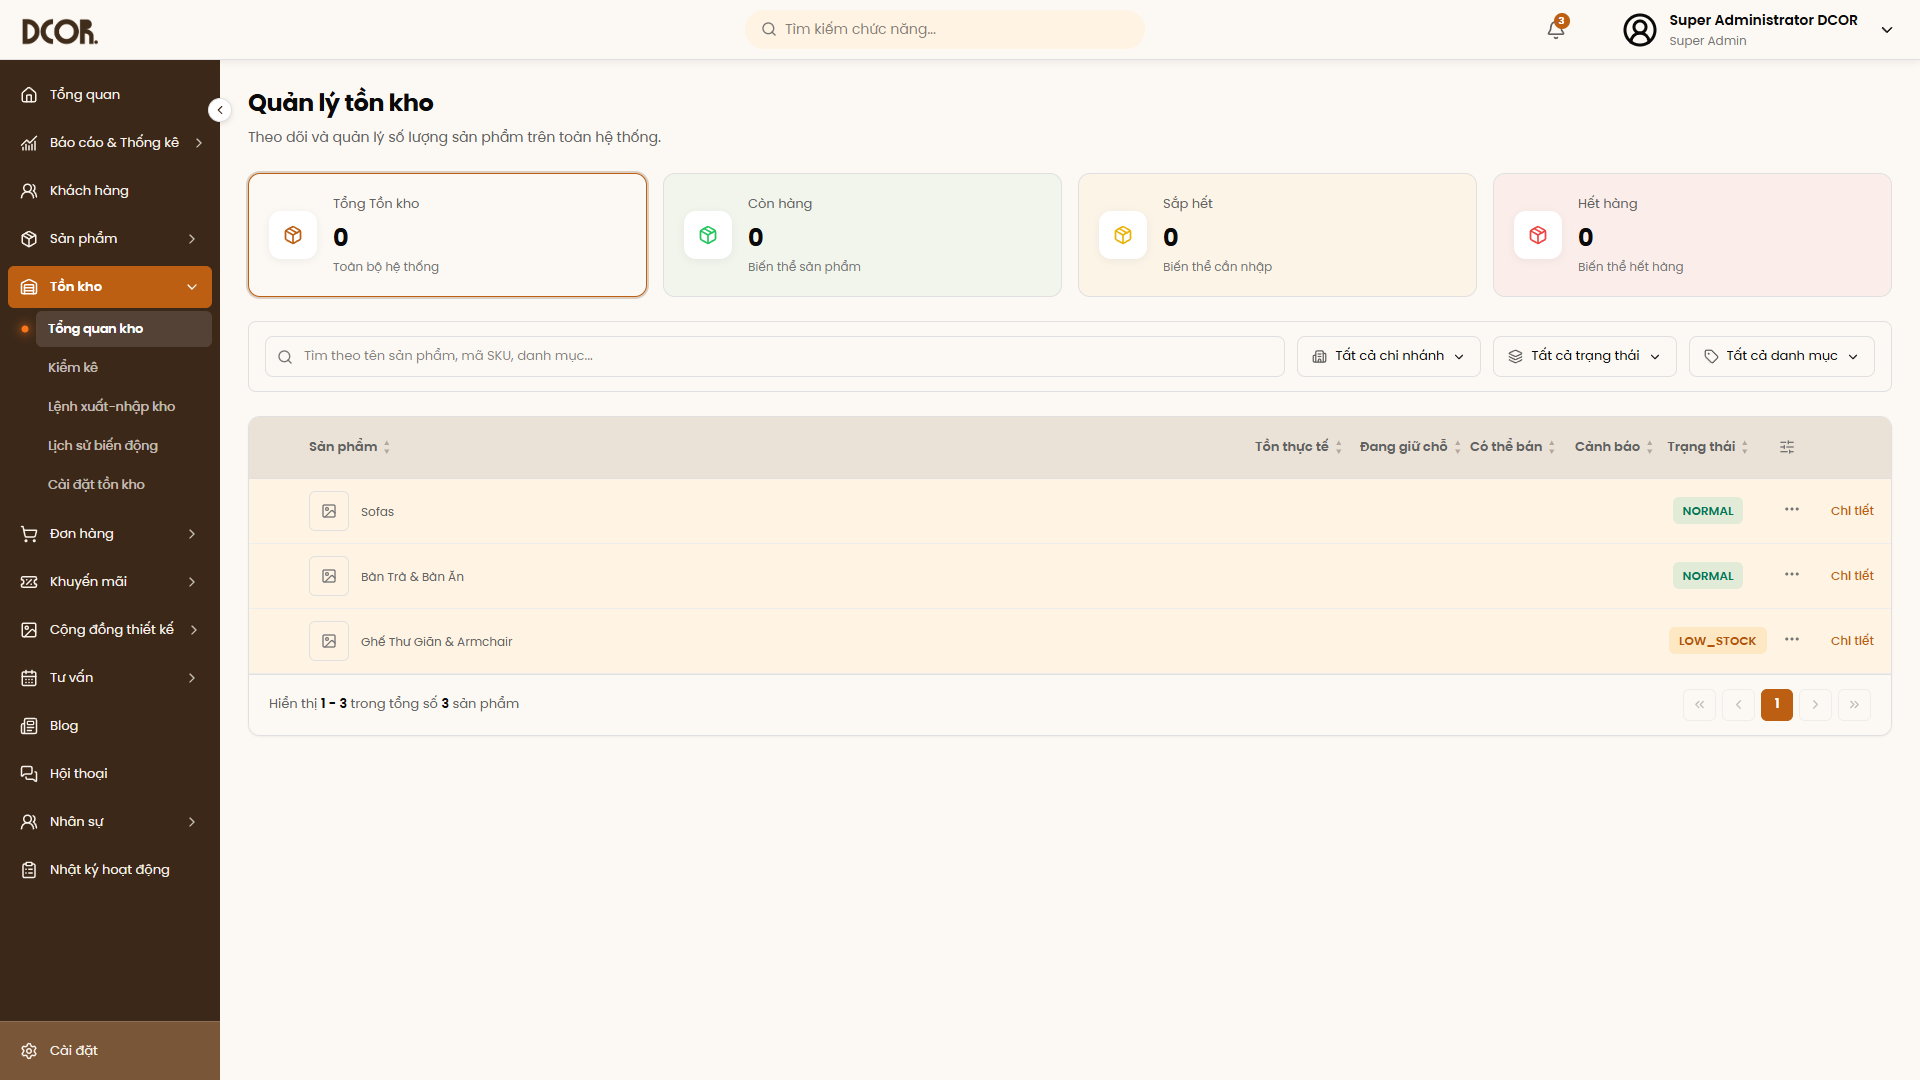 DCOR.
Tìm kiếm chức năng...
3
Super Administrator DCOR
Super Admin
Tổng quan
Báo cáo & Thống kê
Khách hàng
Sản phẩm
Tồn kho
Tổng quan kho
Kiểm kê
Lệnh xuất-nhập kho
Lịch sử biến động
Cài đặt tồn kho
Đơn hàng
Khuyến mãi
Cộng đồng thiết kế
Tư vấn
Blog
Hội thoại
Nhân sự
Nhật ký hoạt động
Cài đặt
Quản lý tồn kho
Theo dõi và quản lý số lượng sản phẩm trên toàn hệ thống.
Tổng Tồn kho
0
Toàn bộ hệ thống
Còn hàng
0
Biến thể sản phẩm
Sắp hết
0
Biến thể cần nhập
Hết hàng
0
Biến thể hết hàng
Tìm theo tên sản phẩm, mã SKU, danh mục...
Tất cả chi nhánh
Tất cả trạng thái
Tất cả danh mục
Sản phẩm Tồn thực tế Đang giữ chỗ Có thể bán Cảnh báo Trạng thái
Sofas NORMAL Chi tiết
Bàn Trà & Bàn Ăn NORMAL Chi tiết
Ghế Thư Giãn & Armchair LOW_STOCK Chi tiết
Hiển thị 1 - 3 trong tổng số 3 sản phẩm
1